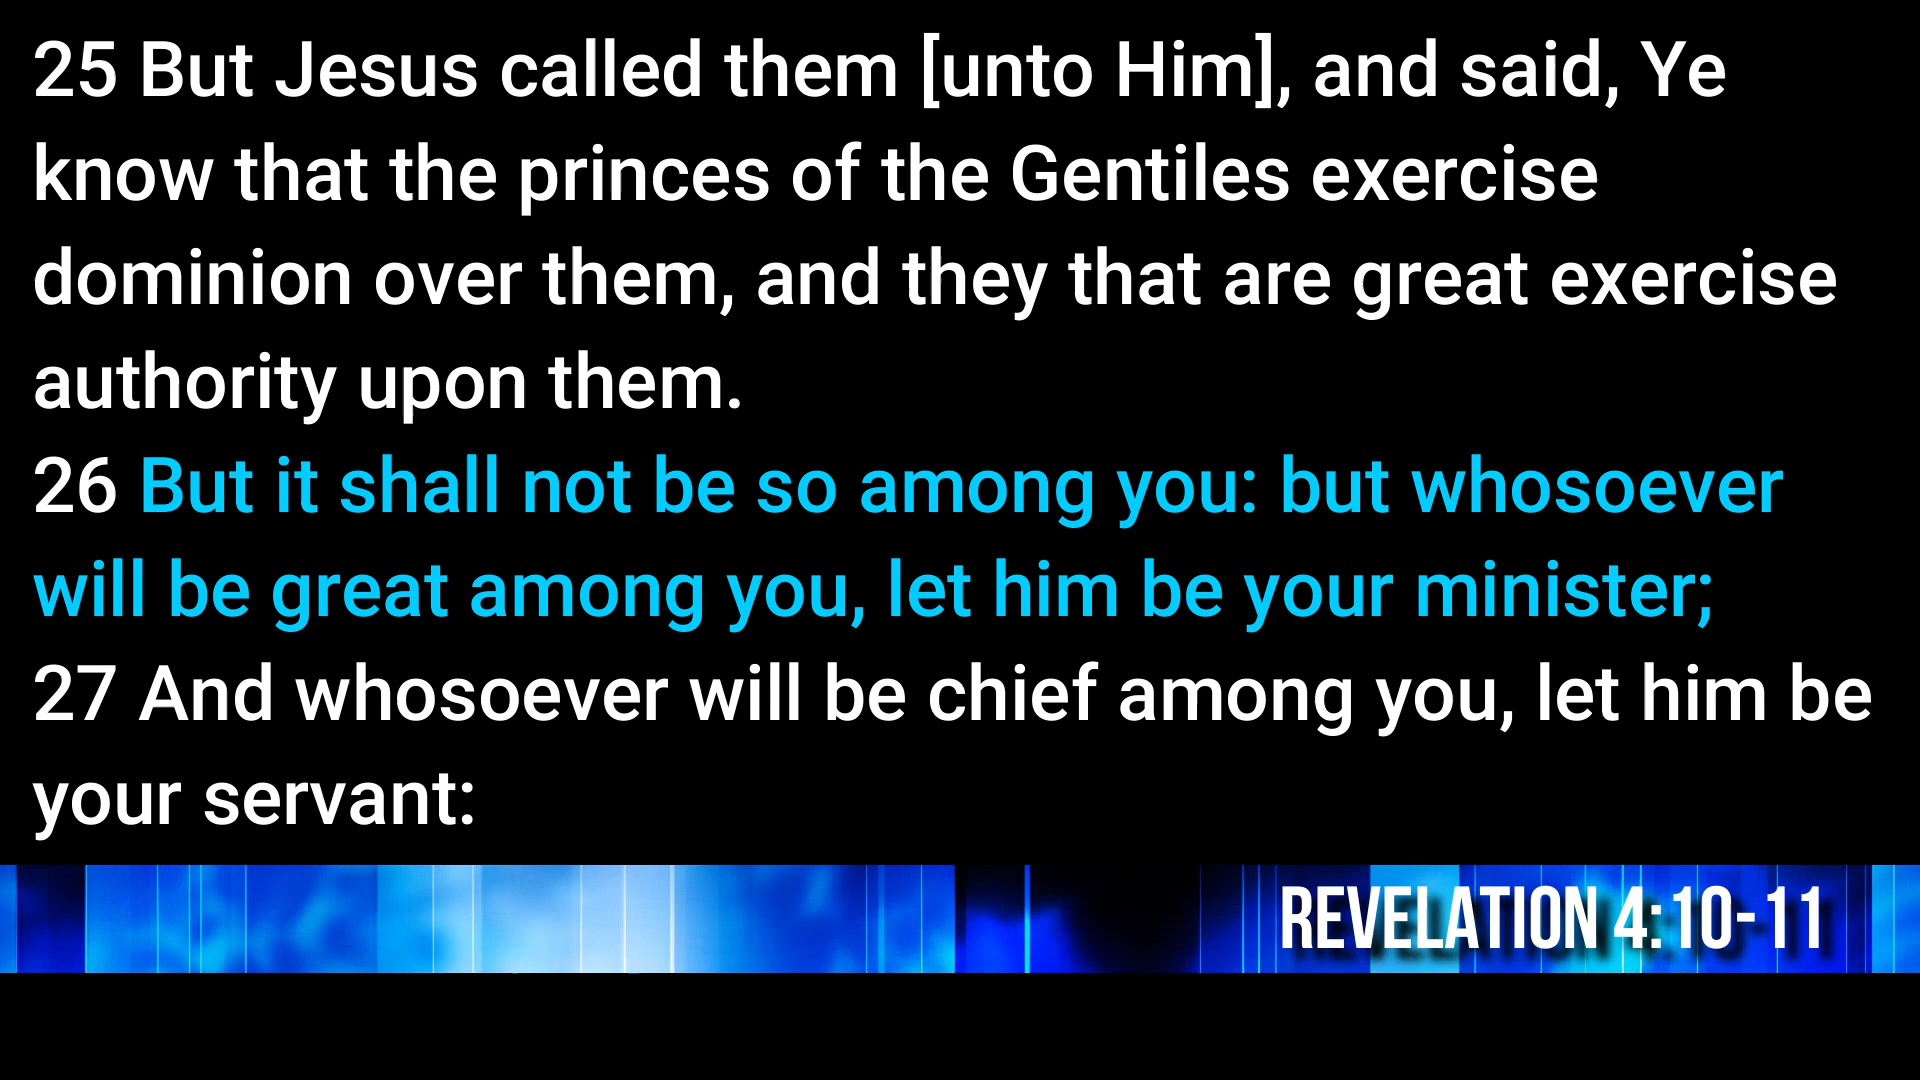 25 But Jesus called them [unto Him], and said, Ye
know that the princes of the Gentiles exercise
dominion over them, and they that are great exercise
authority upon them.
26 But it shall not be so among you: but whosoever
will be great among you, let him be your minister;
27 And whosoever will be chief among you, let him be
your servant:
REVELATION 4:10-11